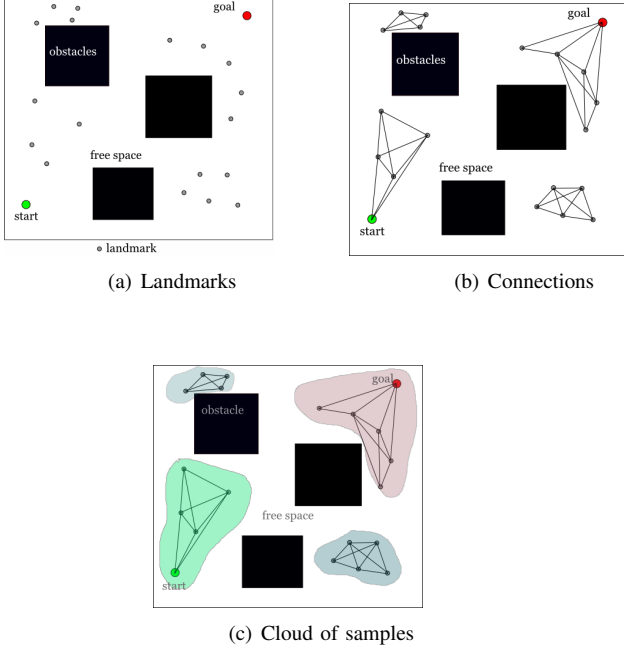 goal
obstacles
free space
start
landmark
(a) Landmarks
goal
obstacles
free space
start
(b) Connections
goal
obstacle
free space
start
(c) Cloud of samples